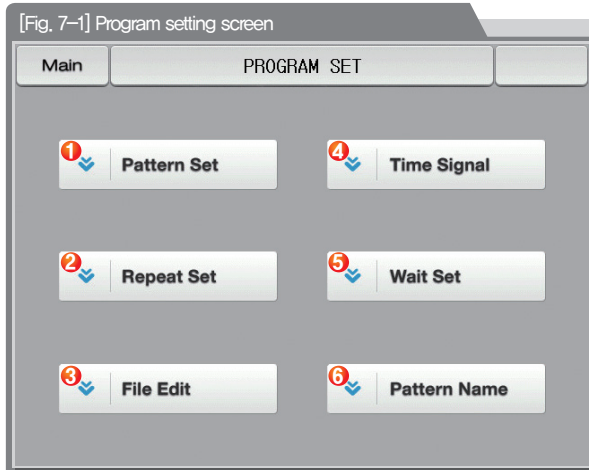 [Fig. 7-1] Program setting screen
Main
PROGRAM SET
1 Pattern Set
2 Repeat Set
3 File Edit
4 Time Signal
5 Wait Set
6 Pattern Name